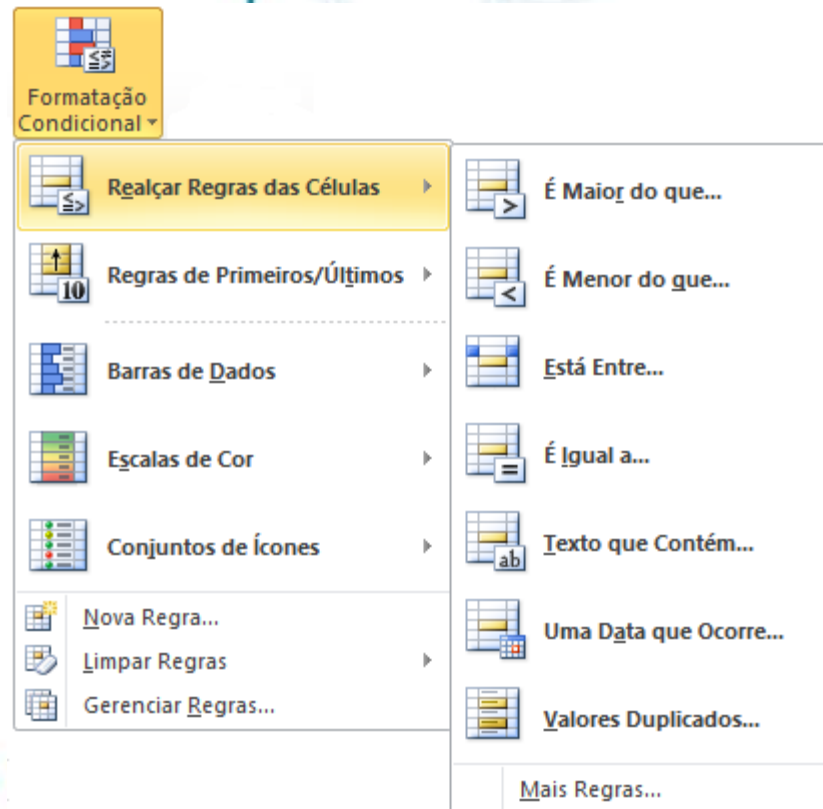 Formatação
Condicional
Realçar Regras das Células
Regras de Primeiros/Últimos
Barras de Dados
Escalas de Cor
Conjuntos de Ícones
Nova Regra...
Limpar Regras
Gerenciar Regras...
É Maior do que...
É Menor do que...
Está Entre...
É Igual a...
Texto que Contém...
Uma Data que Ocorre...
Valores Duplicados...
Mais Regras...